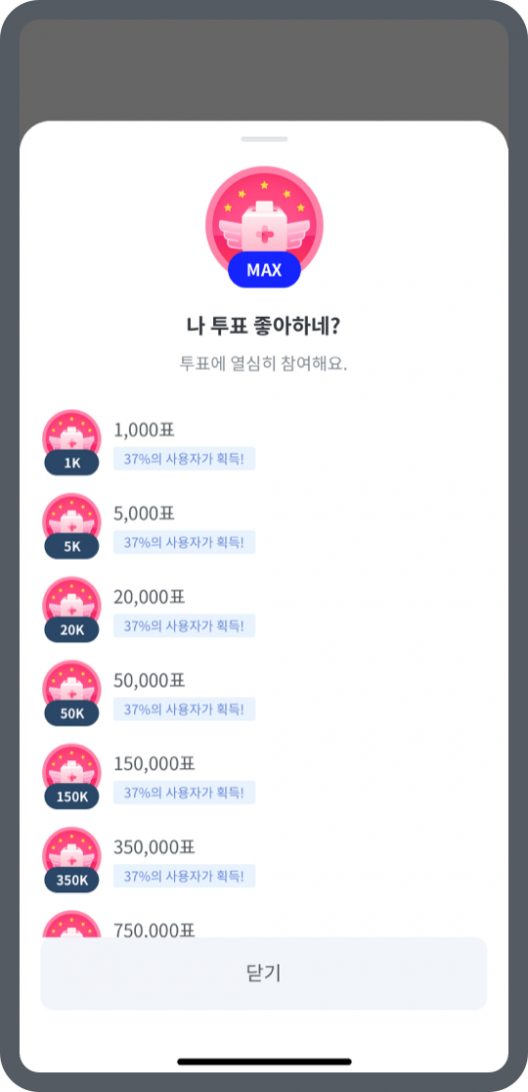 MAX
나 투표 좋아하네?
투표에 열심히 참여해요.
1K
1,000표
37%의 사용자가 획득!
5K
5,000표
37%의 사용자가 획득!
20K
20,000표
37%의 사용자가 획득!
50K
50,000표
37%의 사용자가 획득!
150K
150,000표
37%의 사용자가 획득!
350K
350,000표
37%의 사용자가 획득!
750,000표
닫기